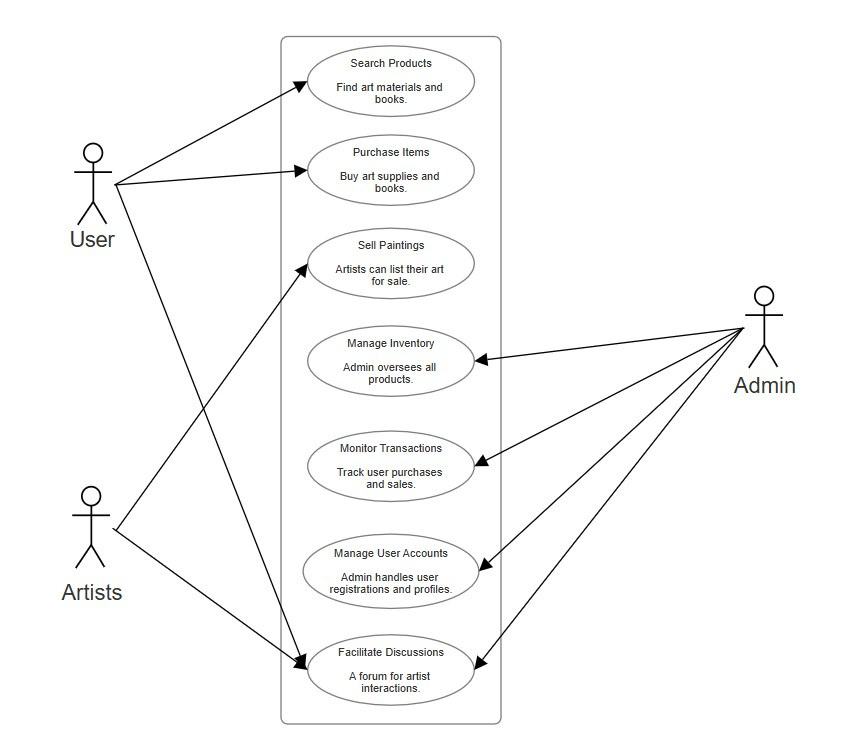 Search Products
Find art materials and
books.
Purchase Items
Buy art supplies and
books.
User
Sell Paintings
Artists can list their art
for sale.
Manage Inventory
Admin oversees all
products.
Admin
Monitor Transactions
Track user purchases
and sales.
Artists
Manage User Accounts
Admin handles user
registrations and profiles.
Facilitate Discussions
A forum for artist
interactions.